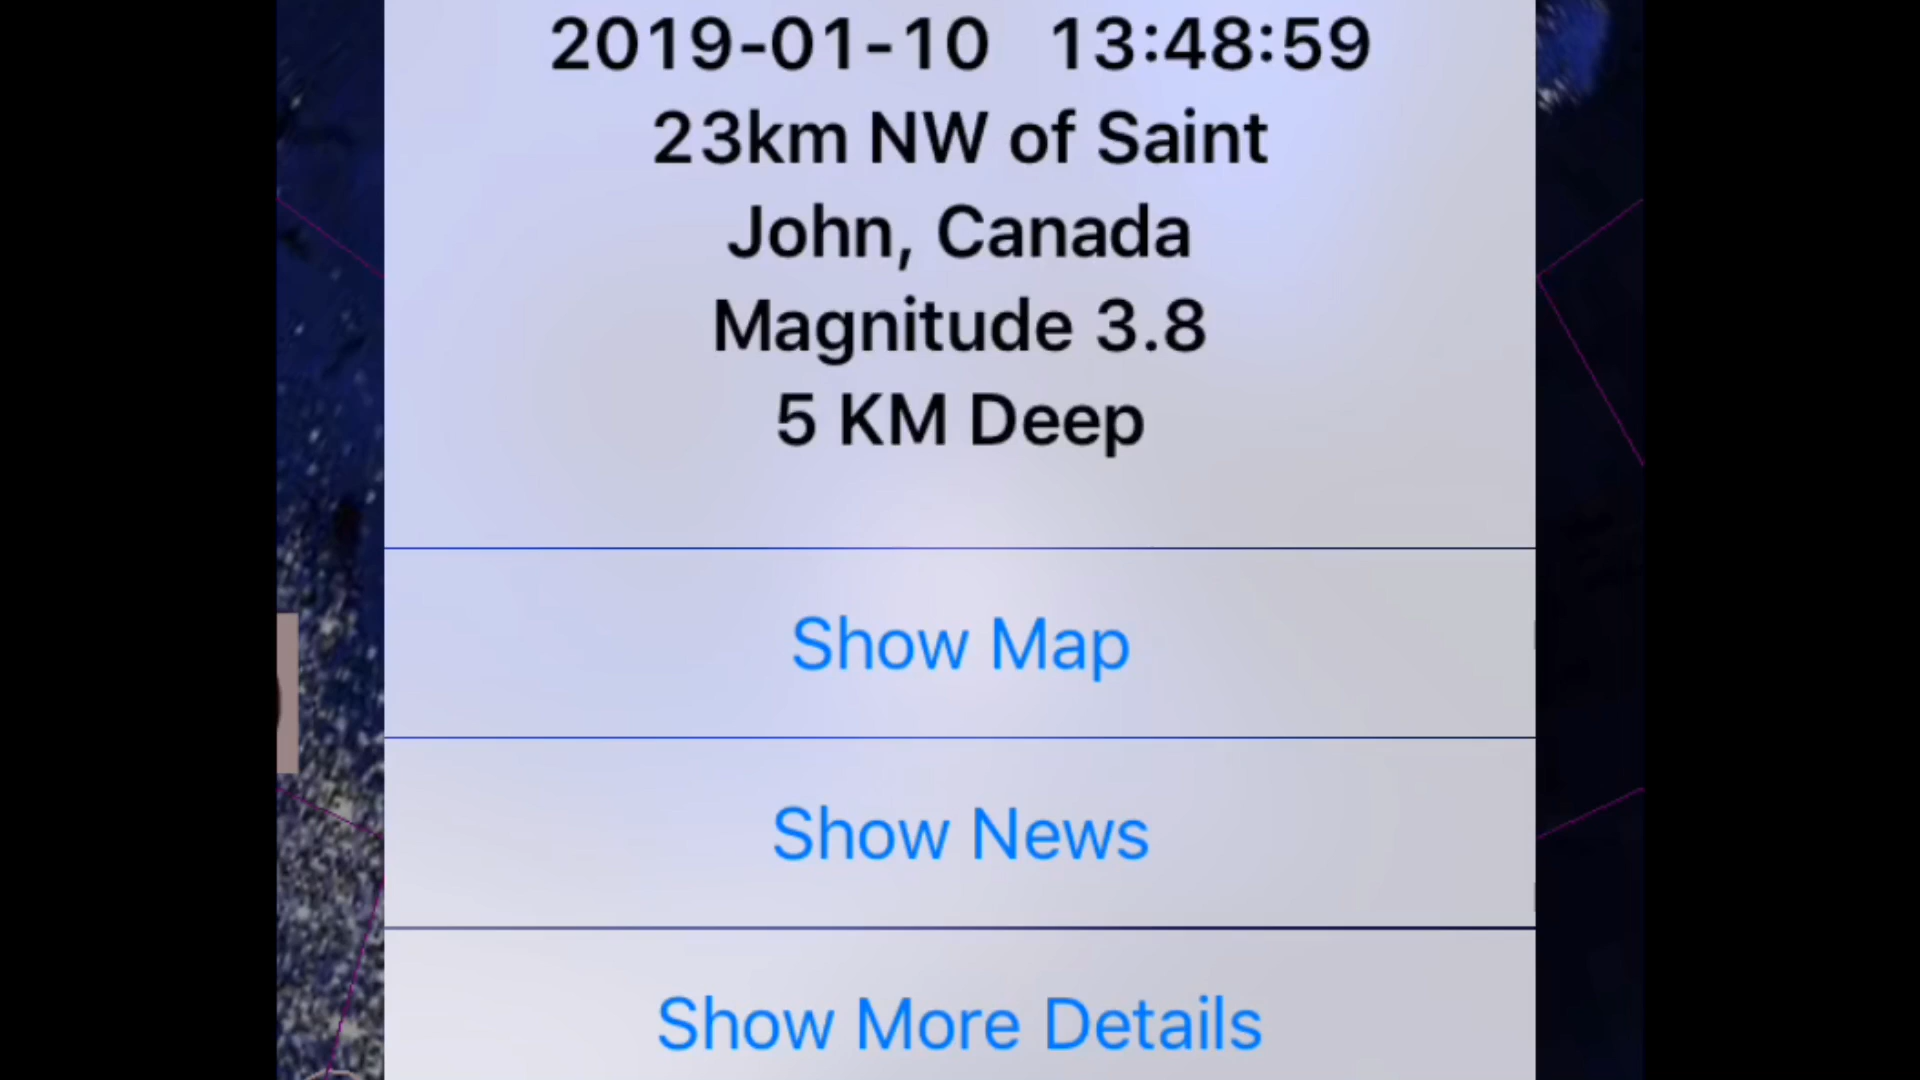 2019-01-10 13:48:59
23km NW of Saint
John, Canada
Magnitude 3.8
5 KM Deep
Show Map
Show News
Show More Details